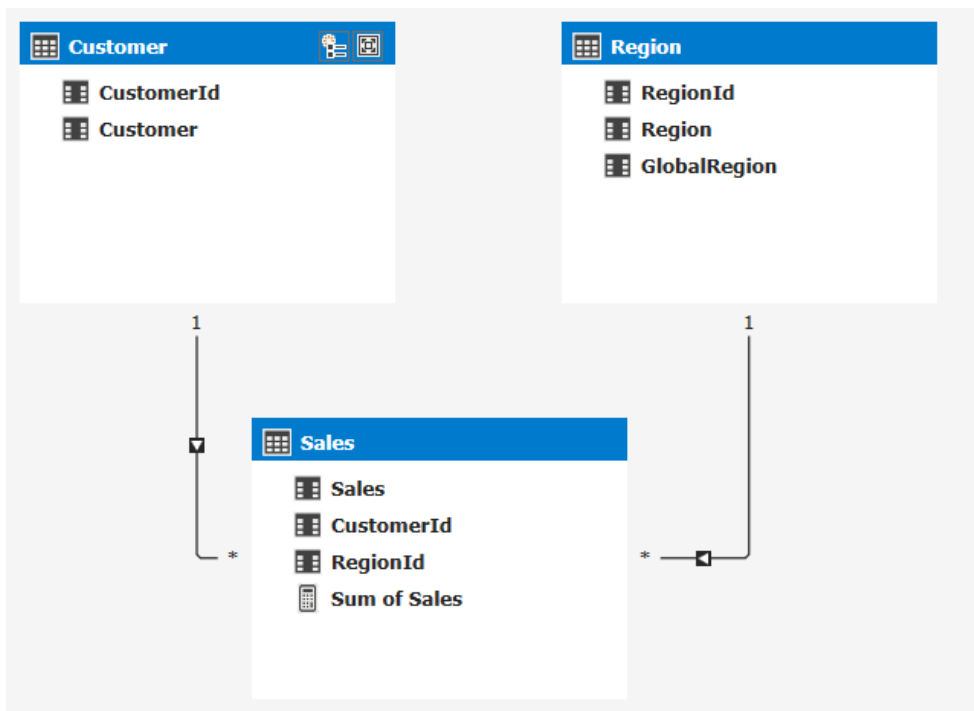 Customer
CustomerId
Customer
Region
RegionId
Region
GlobalRegion
1
1
Sales
Sales
CustomerId
RegionId
Sum of Sales
*
*